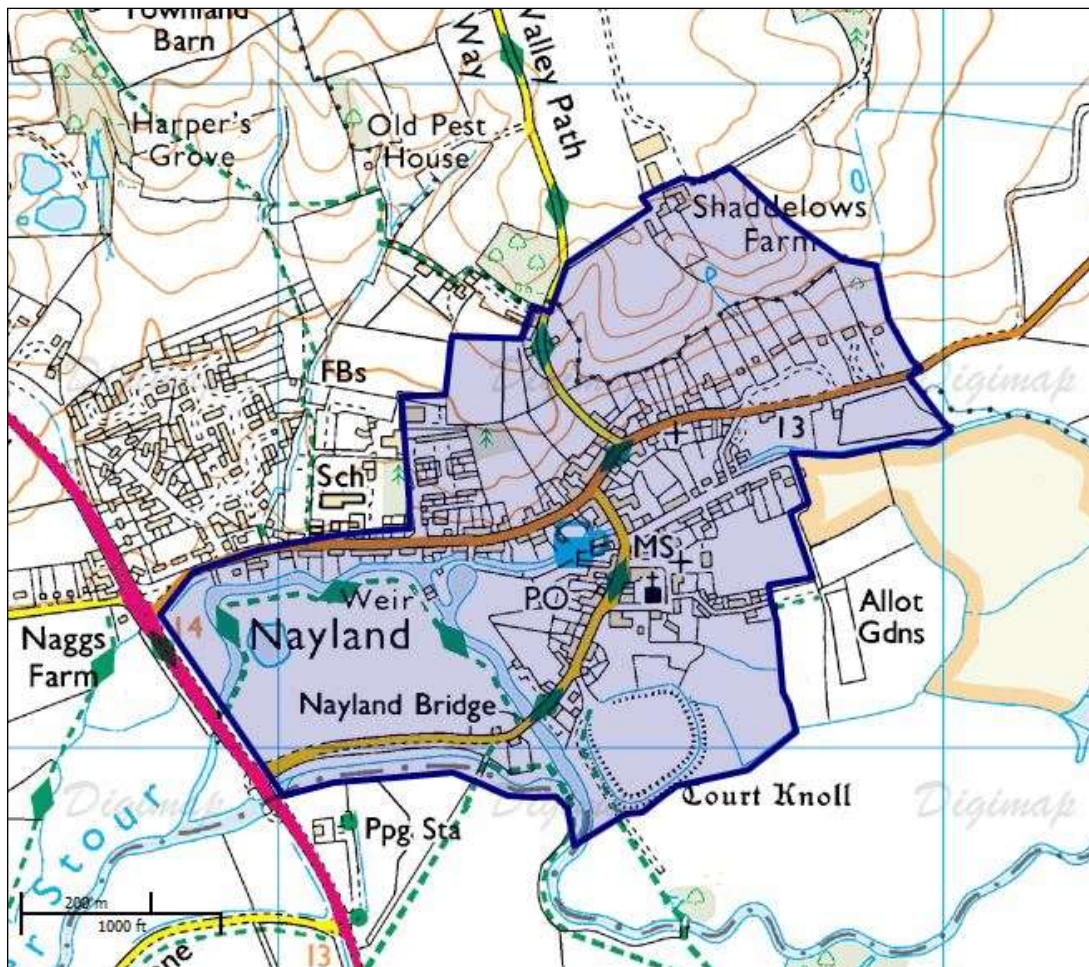 Townland
Barn
Valley Path
Way
Harper's
Grove
Old Pest
House
Shaddelows
Farm
Digimap
FBs
Digimap
Digimap
Sch
13
MS
PO
Weir
14
Nayland
Naggs
Farm
Allot
Gdns
Nayland Bridge
Court Knoll
Digimap
Digimap
Digimap
Stour
Ppg Sta
200 m
1000 ft
13